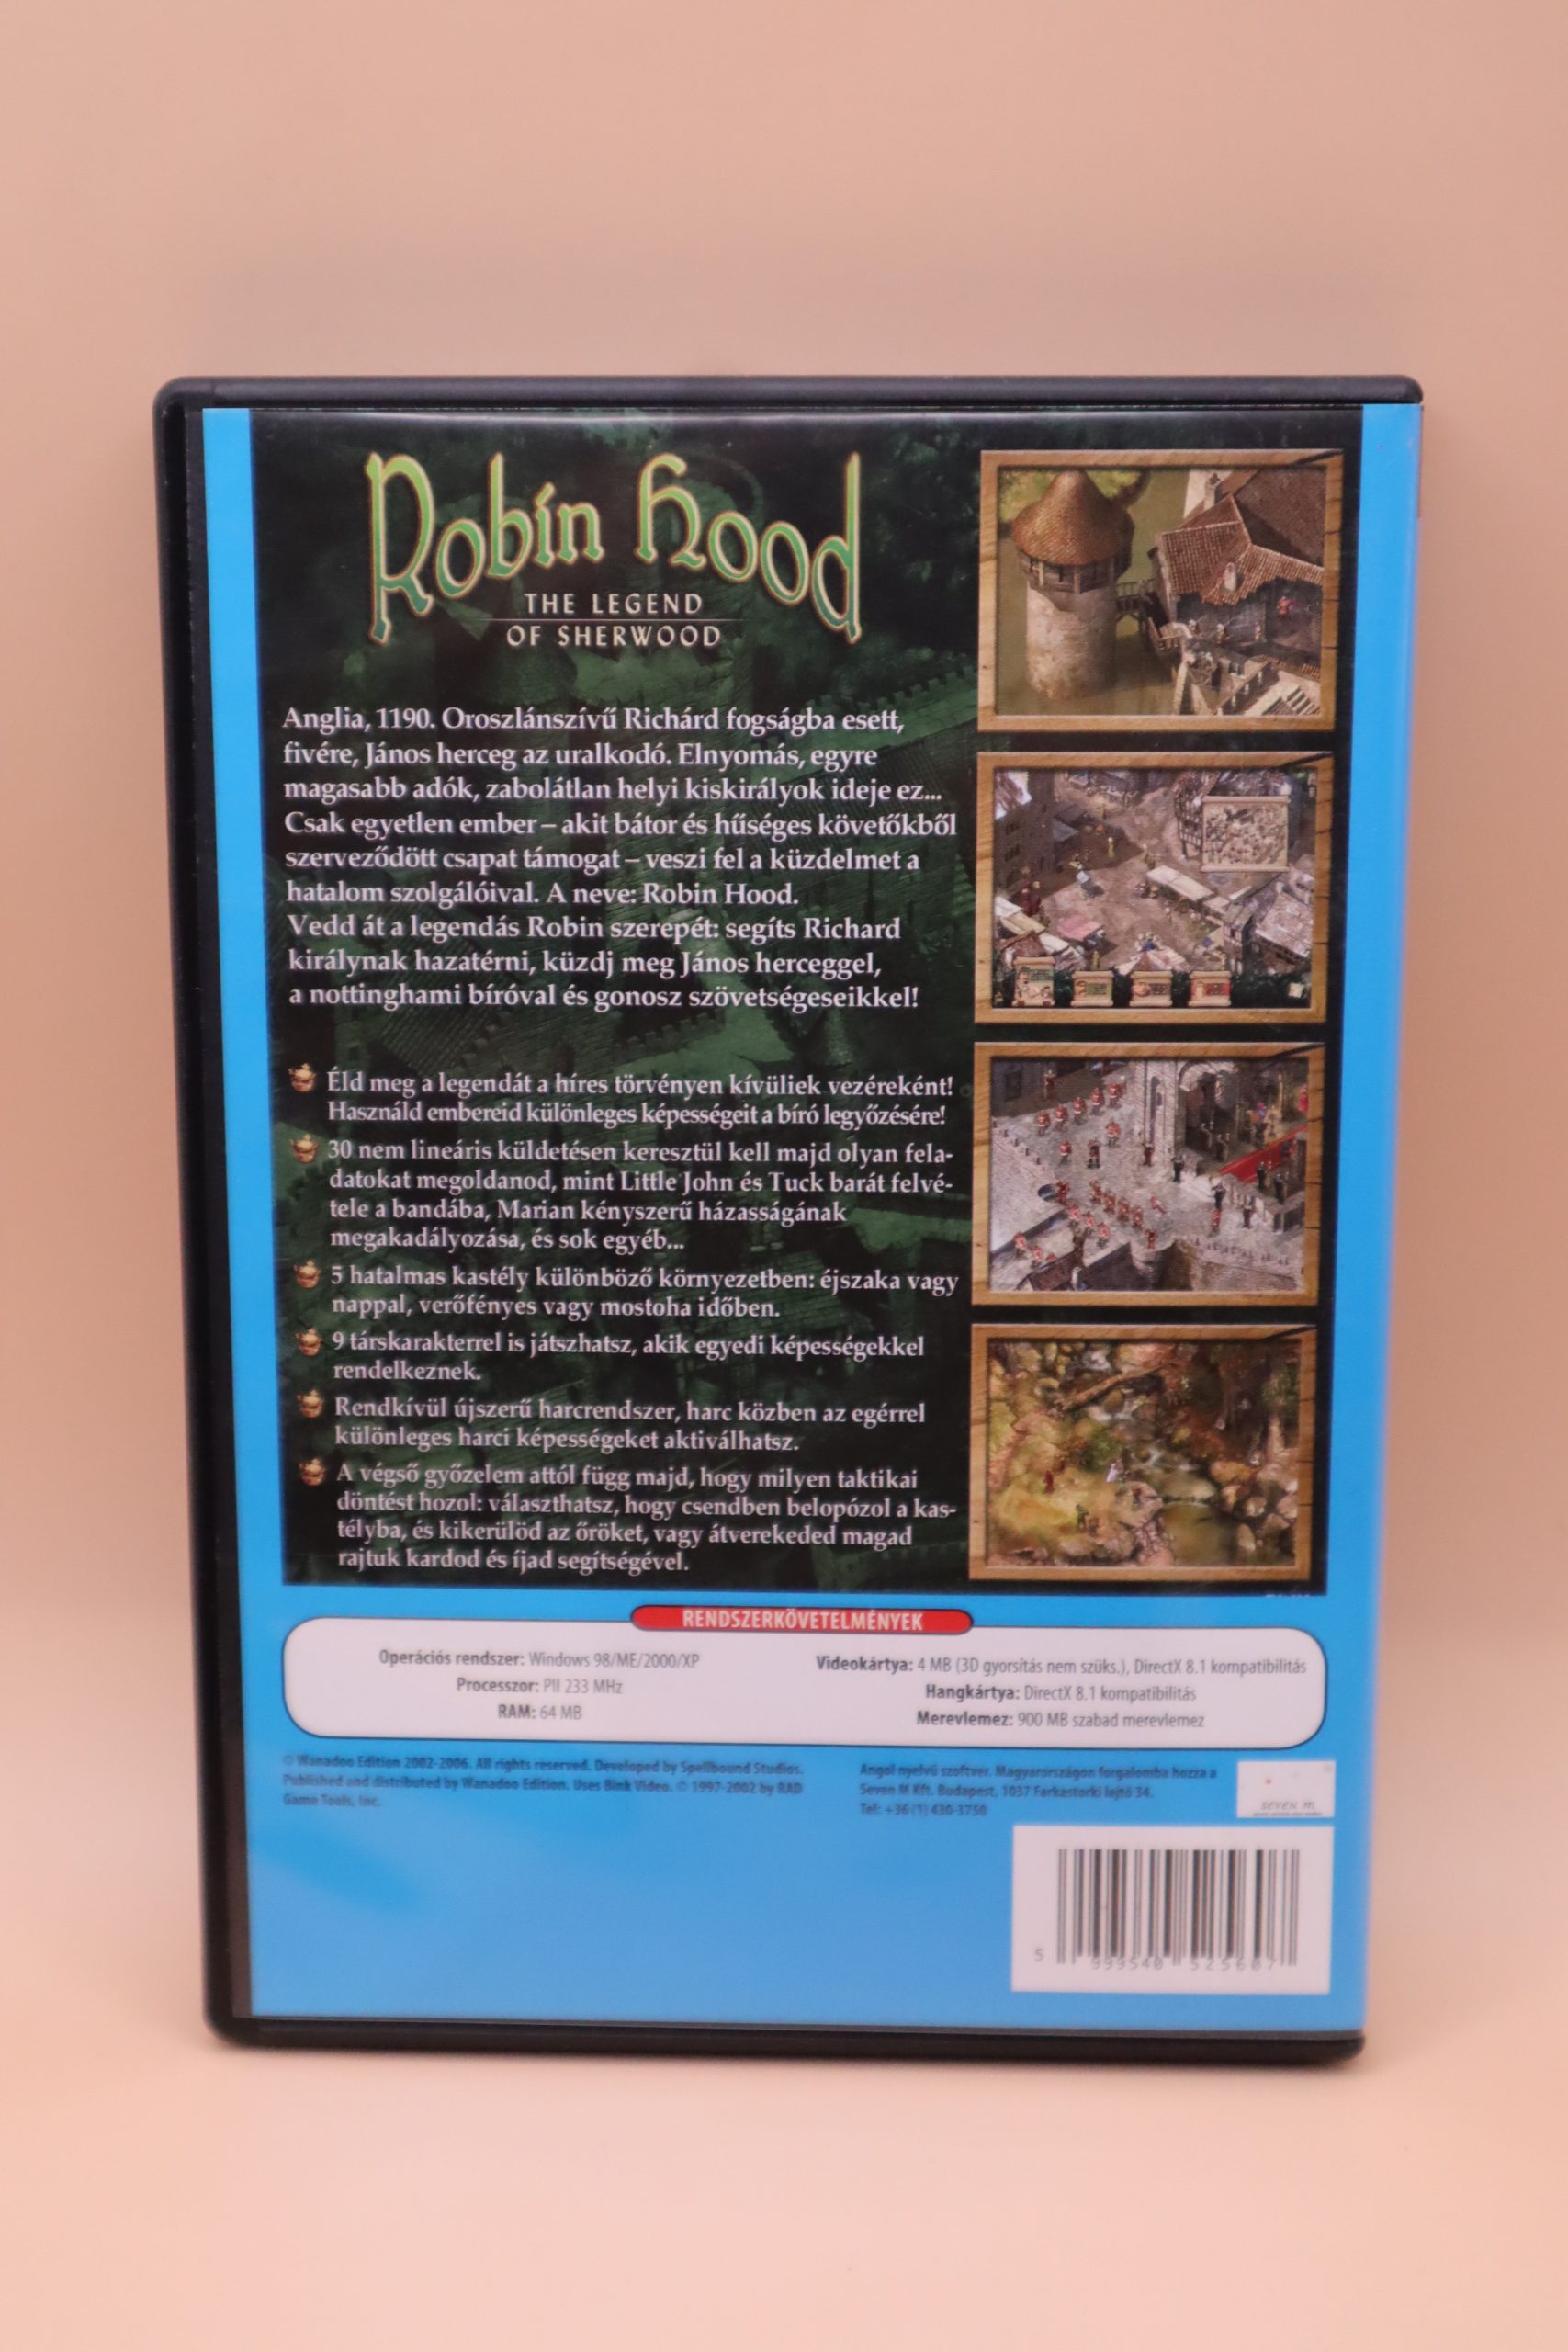 Robin Hood
THE LEGEND
OF SHERWOOD
Anglia, 1190. Oroszlánszívű Richárd fogságba esett,
fivére, János herceg az uralkodó. Elnyomás, egyre
magasabb adók, zabolátlan helyi kiskirályok ideje ez...
Csak egyetlen ember – akit bátor és hűséges követőkből
szerveződött csapat támogat – veszi fel a küzdelmet a
hatalom szolgálóival. A neve: Robin Hood.
Vedd át a legendás Robin szerepét: segíts Richard
királynak hazatérni, küzdj meg János herceggel,
a nottinghami bíróval és gonosz szövetségeseikkel!
Éld meg a legendát a híres törvényen kívüliek vezéreként!
Használd embereid különleges képességeit a bíró legyőzésére!
30 nem lineáris küldetésen keresztül kell majd olyan fela-
datokat megoldanod, mint Little John és Tuck barát felvé-
tele a bandába, Marian kényszerű házasságának
megakadályozása, és sok egyéb...
5 hatalmas kastély különböző környezetben: éjszaka vagy
nappal, verőfényes vagy mostoha időben.
9 társkarakterrel is játszhatsz, akik egyedi képességekkel
rendelkeznek.
Rendkívül újszerű harcrendszer, harc közben az egérrel
különleges harci képességeket aktiválhatsz.
A végső győzelem attól függ majd, hogy milyen taktikai
döntést hozol: választhatsz, hogy csendben belopózol a kas-
télyba, és kikerülöd az őröket, vagy átverekeded magad
rajtuk kardod és íjad segítségével.
RENDSZERKÖVETELMÉNYEK
Operációs rendszer: Windows 98/ME/2000/XP
Processzor: PII 233 MHz
RAM: 64 MB
Videokártya: 4 MB (3D gyorsítás nem szüks.), DirectX 8.1 kompatibilitás
Hangkártya: DirectX 8.1 kompatibilitás
Merevlemez: 900 MB szabad merevlemez
© Wanadoo Edition 2002-2006. All rights reserved. Developed by Spellbound Studios.
Published and distributed by Wanadoo Edition. Uses Bink Video. © 1997-2002 by RAD
Game Tools, Inc.
Angol nyelvű szoftver. Magyarországon forgalomba hozza a
Seven M Kft. Budapest, 1037 Farkastorki lejtő 34.
Tel: +36 (1) 430-3750
seven m
5 999540 525607